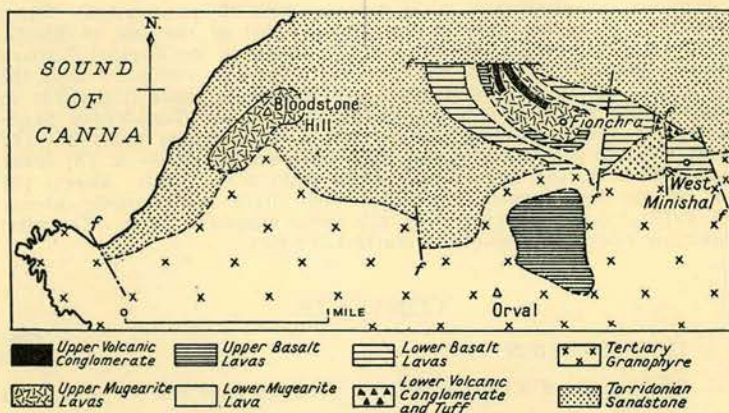 N.
SOUND
OF
CANNA
Bloodstone
Hill
f
Fionchra
f
West
Minishal
f
f
f
f
Orval
O
1 MILE
Upper Volcanic
Conglomerate
Upper Basalt
Lavas
Lower Basalt
Lavas
Tertiary
Granophyre
Upper Mugearite
Lavas
Lower Mugearite
Lava
Lower Volcanic
Conglomerate
and Tuff
Torridonian
Sandstone